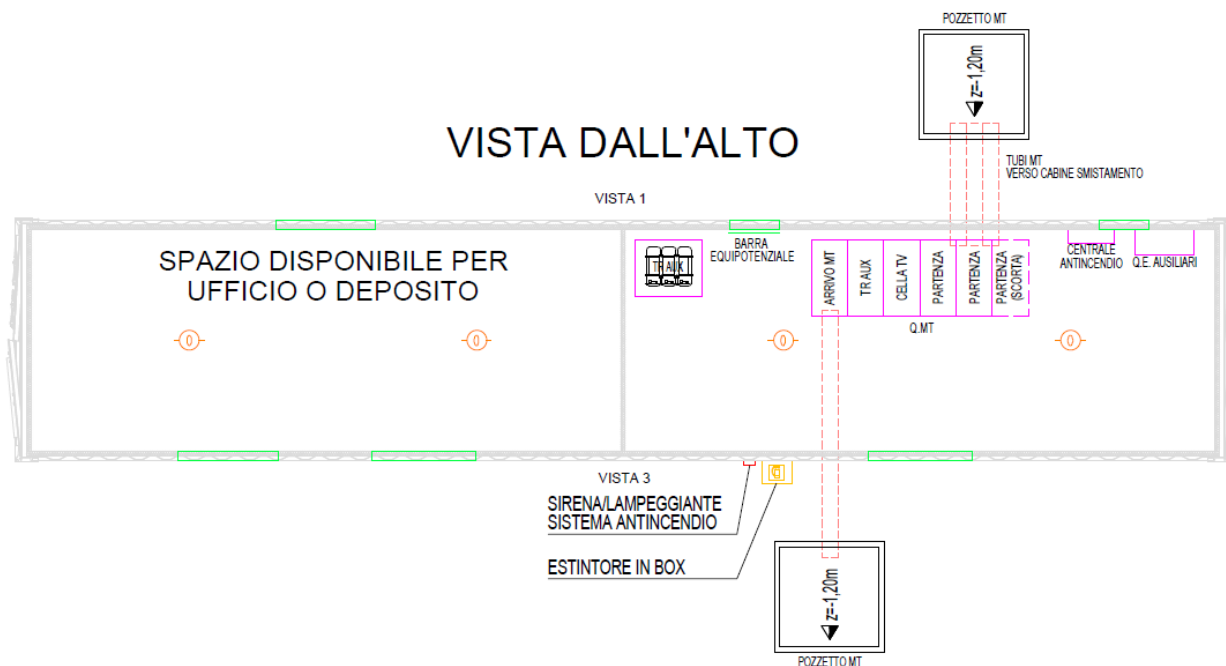 POZZETTO MT
z=-1,20m
VISTA DALL'ALTO
TUBI MT
VERSO CABINE SMISTAMENTO
VISTA 1
SPAZIO DISPONIBILE PER
UFFICIO O DEPOSITO
TR AUX
BARRA
EQUIPOTENZIALE
ARRIVO MT
TR AUX
CELLA TV
PARTENZA
PARTENZA
PARTENZA
(SCORTA)
Q.MT
CENTRALE
ANTINCENDIO
Q.E. AUSILIARI
VISTA 3
SIRENA/LAMPEGGIANTE
SISTEMA ANTINCENDIO
ESTINTORE IN BOX
z=-1,20m
POZZETTO MT